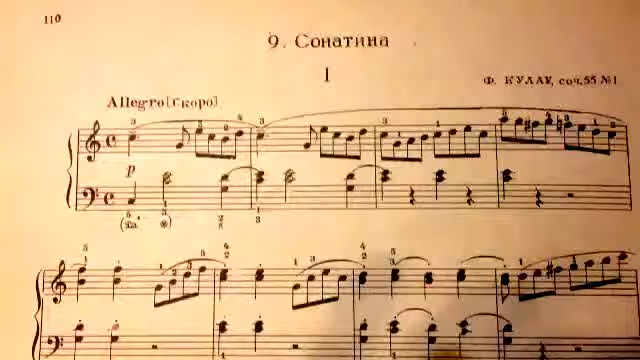 110
9. Сонатина
I
Ф. КУЛАУ, соч. 55 №1
Allegro [Скоро]
p